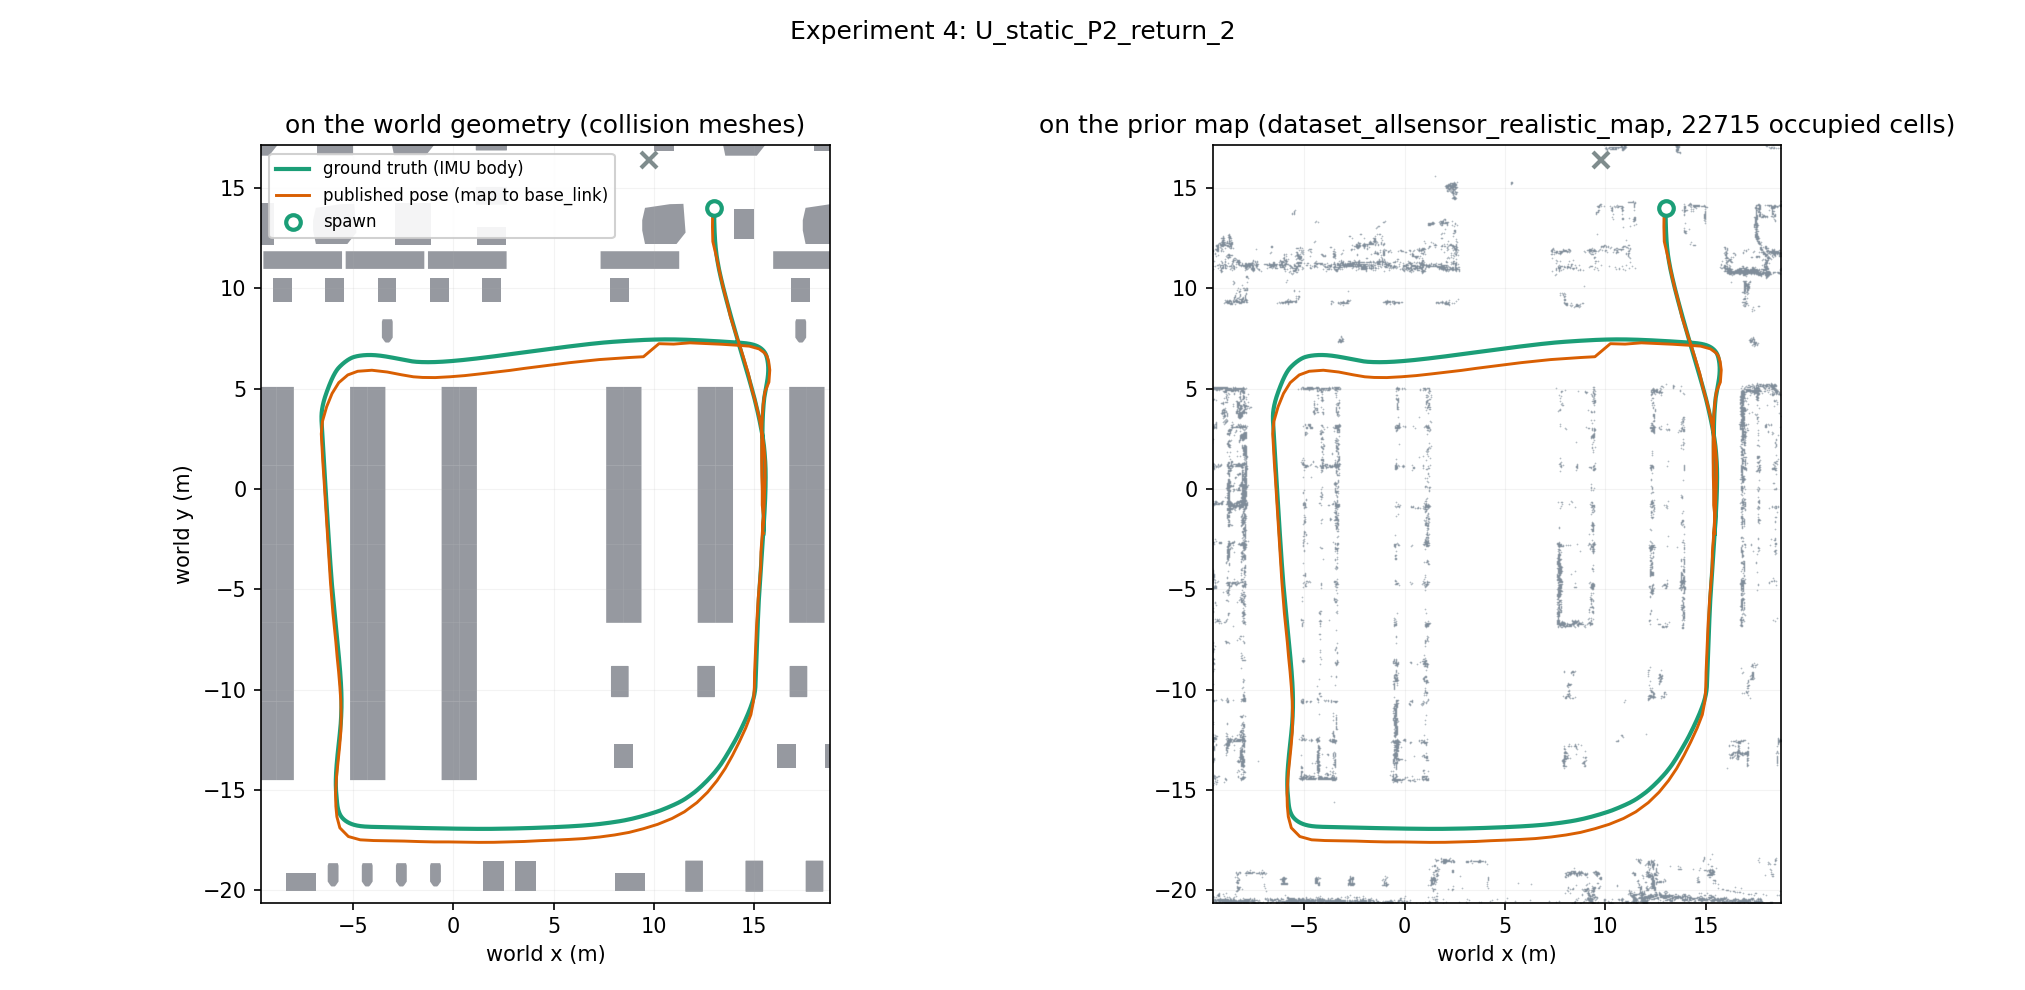 Experiment 4: U_static_P2_return_2
on the world geometry (collision meshes)
ground truth (IMU body)
published pose (map to base_link)
spawn
15
10
5
0
−5
−10
−15
−20
world y (m)
−5
0
5
10
15
world x (m)
on the prior map (dataset_allsensor_realistic_map, 22715 occupied cells)
15
10
5
0
−5
−10
−15
−20
−5
0
5
10
15
world x (m)